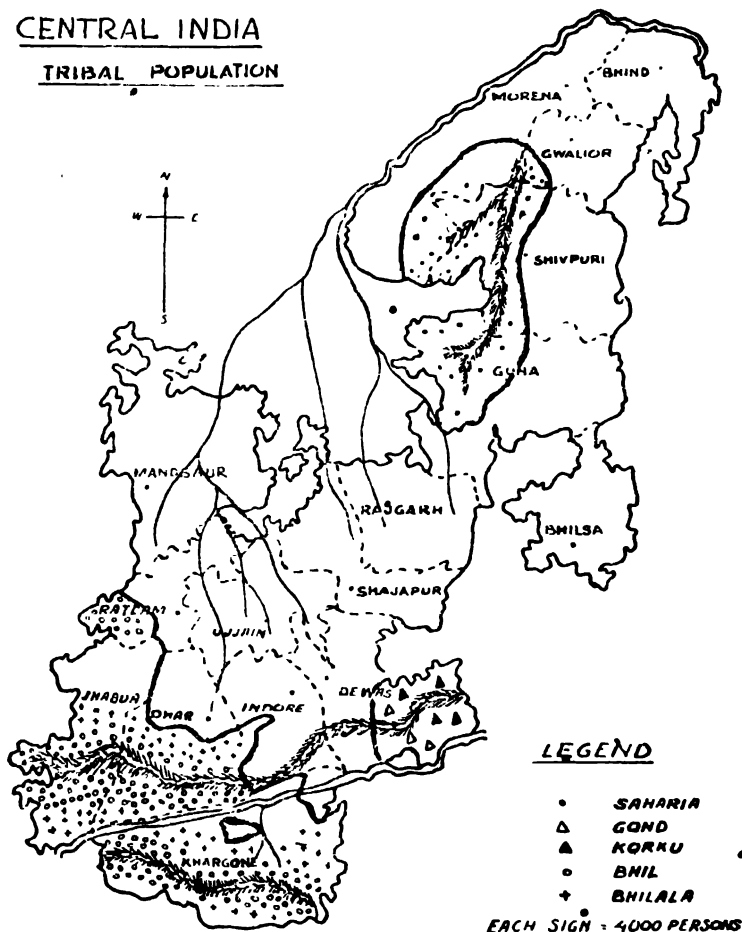 CENTRAL INDIA
TRIBAL POPULATION
N
W E
S
BHIND
MORENA
GWALIOR
SHIVPURI
GUNA
MANDSAUR
RAJGARH
BHILSA
SHAJAPUR
RATLAM
UJJAIN
JHABUA
DHAR
INDORE
DEWAS
KHARGONE
LEGEND
SAHARIA
GOND
KORKU
BHIL
BHILALA
EACH SIGN = 4000 PERSONS